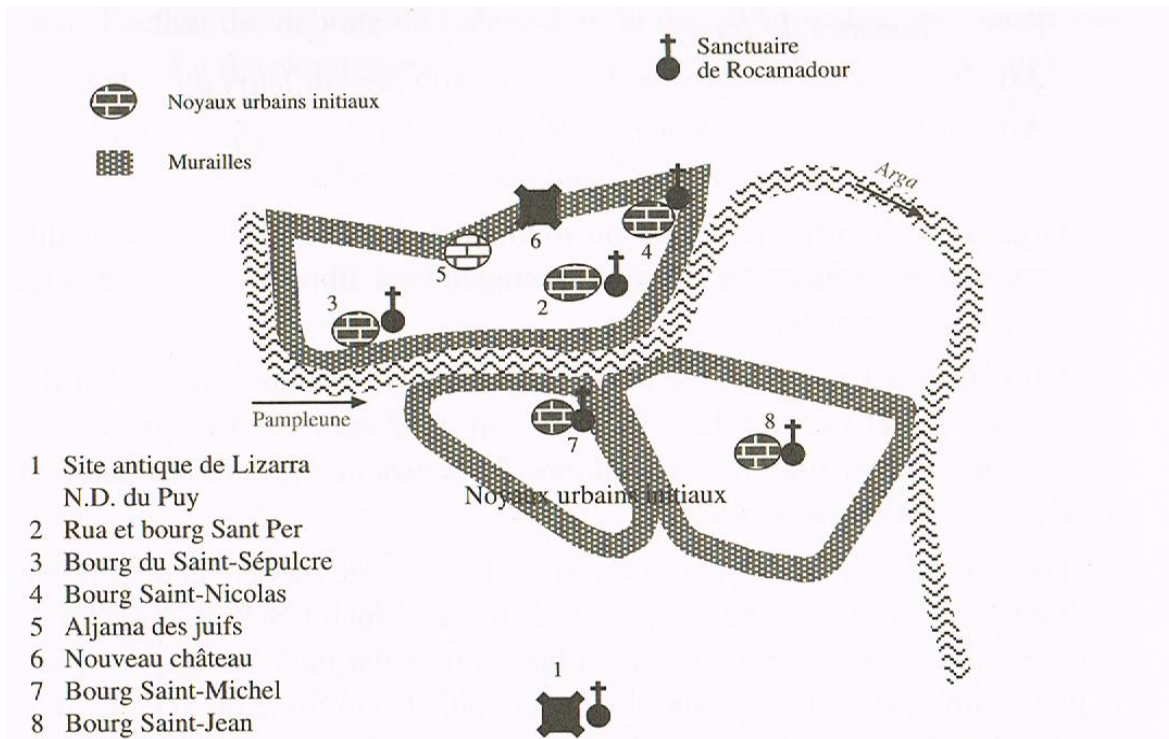 Sanctuaire
de Rocamadour
Noyaux urbains initiaux
Murailles
Arga
6
4
5
2
3
Pampleune
8
7
Noyaux urbains initiaux
1 Site antique de Lizarra
N.D. du Puy
2 Rua et bourg Sant Per
3 Bourg du Saint-Sépulcre
4 Bourg Saint-Nicolas
5 Aljama des juifs
6 Nouveau château
7 Bourg Saint-Michel
8 Bourg Saint-Jean
1